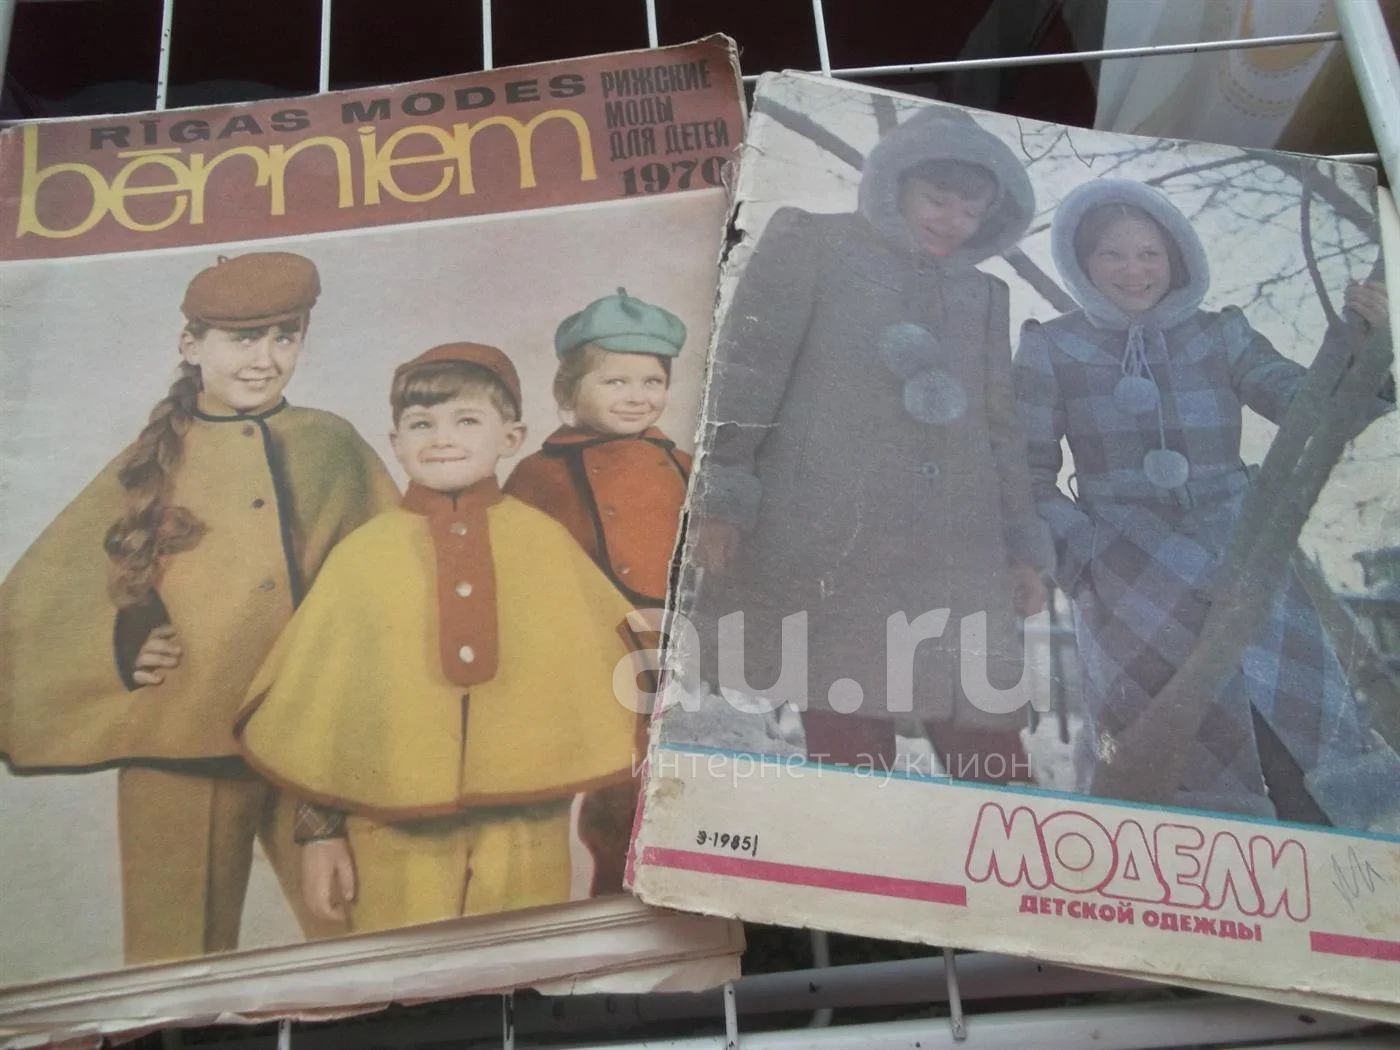 RĪGAS MODES
bērniem
РИЖСКИЕ
МОДЫ
ДЛЯ ДЕТЕЙ
1970
au.ru
интернет-аукцион
3-1985
МОДЕЛИ
ДЕТСКОЙ ОДЕЖДЫ